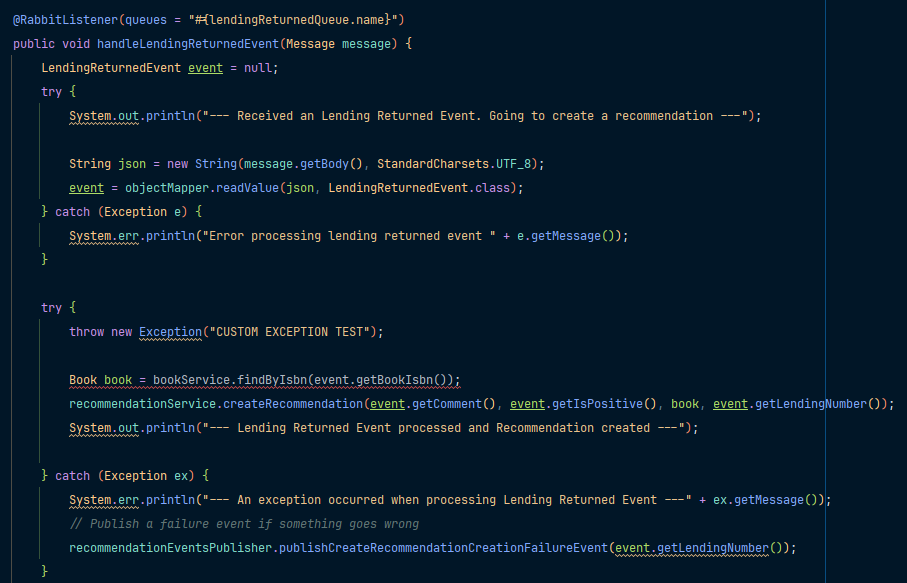 @RabbitListener(queues = "#{lendingReturnedQueue.name}")
public void handleLendingReturnedEvent(Message message) {
    LendingReturnedEvent event = null;
    try {
        System.out.println("--- Received an Lending Returned Event. Going to create a recommendation ---");

        String json = new String(message.getBody(), StandardCharsets.UTF_8);
        event = objectMapper.readValue(json, LendingReturnedEvent.class);
    } catch (Exception e) {
        System.err.println("Error processing lending returned event " + e.getMessage());
    }

    try {
        throw new Exception("CUSTOM EXCEPTION TEST");

        Book book = bookService.findByIsbn(event.getBookIsbn());
        recommendationService.createRecommendation(event.getComment(), event.getIsPositive(), book, event.getLendingNumber());
        System.out.println("--- Lending Returned Event processed and Recommendation created ---");

    } catch (Exception ex) {
        System.err.println("--- An exception occurred when processing Lending Returned Event ---" + ex.getMessage());
        // Publish a failure event if something goes wrong
        recommendationEventsPublisher.publishCreateRecommendationCreationFailureEvent(event.getLendingNumber());
    }